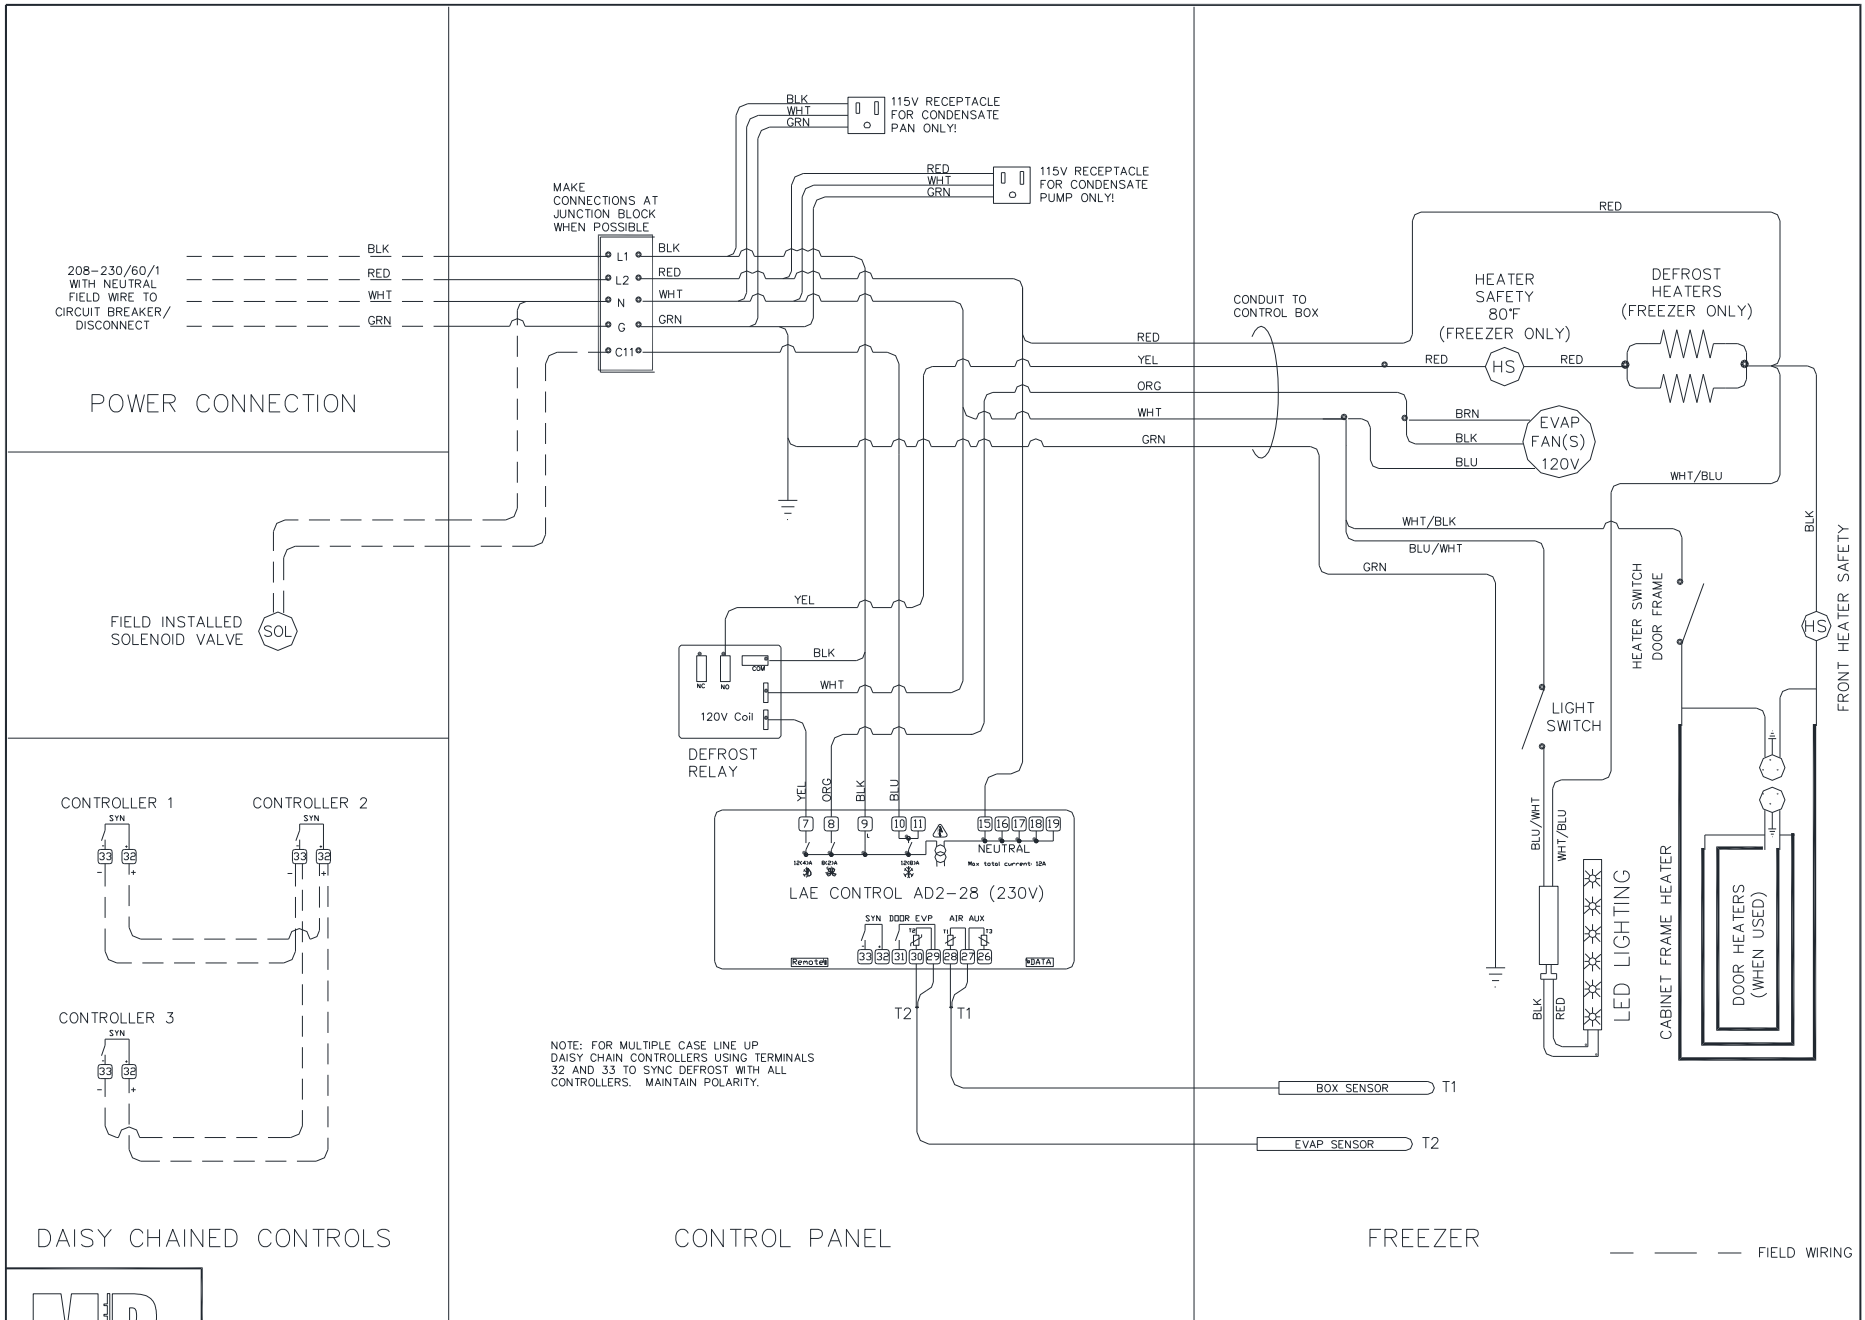 BLK
WHT
GRN
115V RECEPTACLE
FOR CONDENSATE
PAN ONLY!
RED
WHT
GRN
115V RECEPTACLE
FOR CONDENSATE
PUMP ONLY!
MAKE
CONNECTIONS AT
JUNCTION BLOCK
WHEN POSSIBLE
208-230/60/1
WITH NEUTRAL
FIELD WIRE TO
CIRCUIT BREAKER/
DISCONNECT
BLK
RED
WHT
GRN
L1
L2
N
G
C11
BLK
RED
WHT
GRN
POWER CONNECTION
CONDUIT TO
CONTROL BOX
RED
YEL
ORG
WHT
GRN
RED
HEATER
SAFETY
80°F
(FREEZER ONLY)
DEFROST
HEATERS
(FREEZER ONLY)
RED
HS
RED
BRN
BLK
BLU
EVAP
FAN(S)
120V
WHT/BLU
WHT/BLK
BLU/WHT
GRN
BLK
FRONT HEATER SAFETY
HS
HEATER SWITCH
DOOR FRAME
LIGHT
SWITCH
BLU/WHT
WHT/BLU
BLK
RED
LED LIGHTING
CABINET FRAME HEATER
DOOR HEATERS
(WHEN USED)
FIELD INSTALLED
SOLENOID VALVE
SOL
YEL
BLK
WHT
NC
NO
COM
120V Coil
DEFROST
RELAY
YEL
ORG
BLK
BLU
7
8
9
10
11
15
16
17
18
19
NEUTRAL
Max total current: 12A
12(4)A
8(2)A
12(8)A
LAE CONTROL AD2-28 (230V)
SYN
DOOR
EVP
AIR
AUX
T2
T1
T3
33
32
31
30
29
28
27
26
Remote
DATA
T2
T1
NOTE: FOR MULTIPLE CASE LINE UP
DAISY CHAIN CONTROLLERS USING TERMINALS
32 AND 33 TO SYNC DEFROST WITH ALL
CONTROLLERS. MAINTAIN POLARITY.
BOX SENSOR
T1
EVAP SENSOR
T2
CONTROLLER 1
SYN
33
32
- +
CONTROLLER 2
SYN
33
32
- +
CONTROLLER 3
SYN
33
32
- +
DAISY CHAINED CONTROLS
CONTROL PANEL
FREEZER
FIELD WIRING